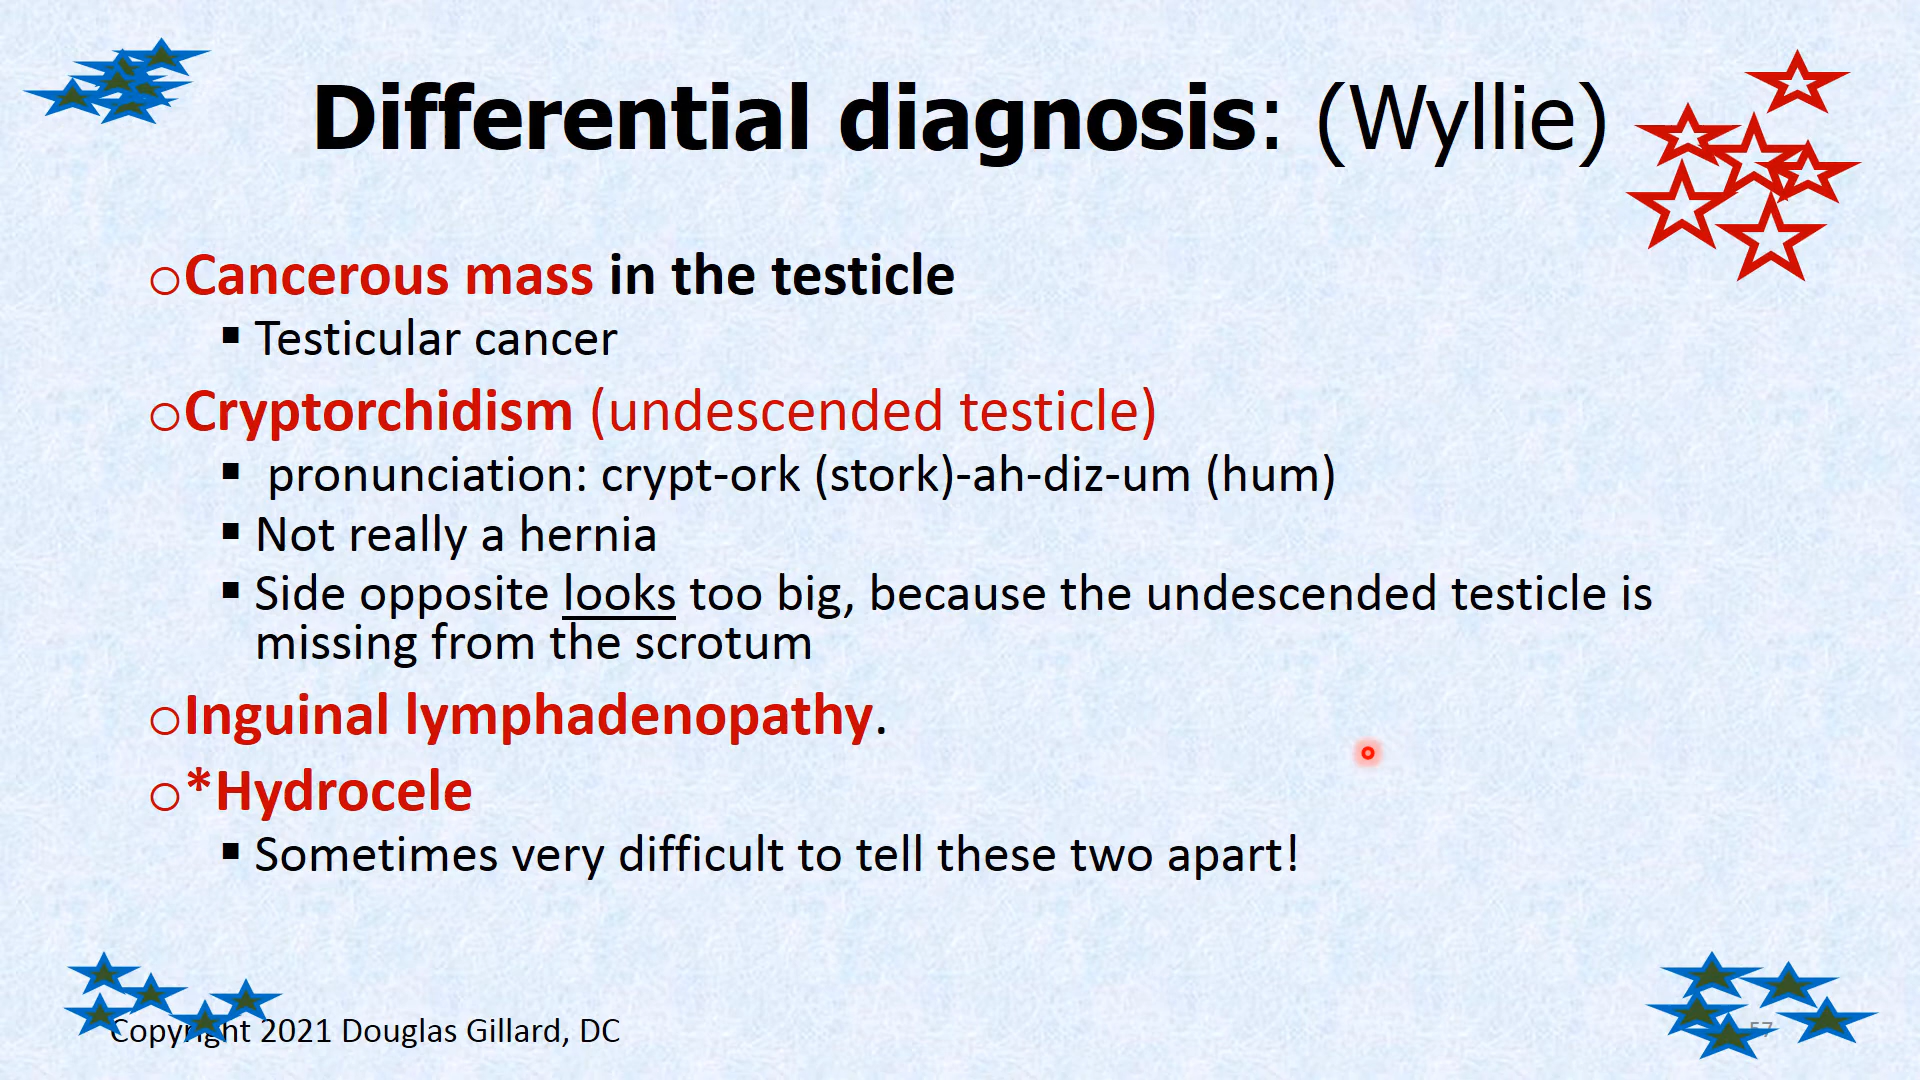 Differential diagnosis: (Wyllie)
Cancerous mass in the testicle
Testicular cancer
Cryptorchidism (undescended testicle)
pronunciation: crypt-ork (stork)-ah-diz-um (hum)
Not really a hernia
Side opposite looks too big, because the undescended testicle is
missing from the scrotum
Inguinal lymphadenopathy.
*Hydrocele
Sometimes very difficult to tell these two apart!
Copyright 2021 Douglas Gillard, DC
57